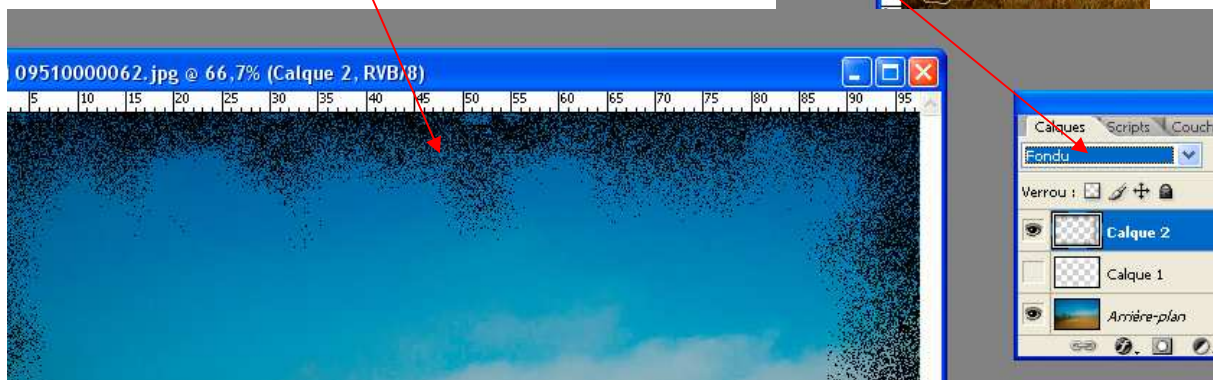 09510000062.jpg @ 66,7% (Calque 2, RVB/8)
5 10 15 20 25 30 35 40 45 50 55 60 65 70 75 80 85 90 95
Calques Scripts Couch
Fondu
Verrou :
Calque 2
Calque 1
Arrière-plan